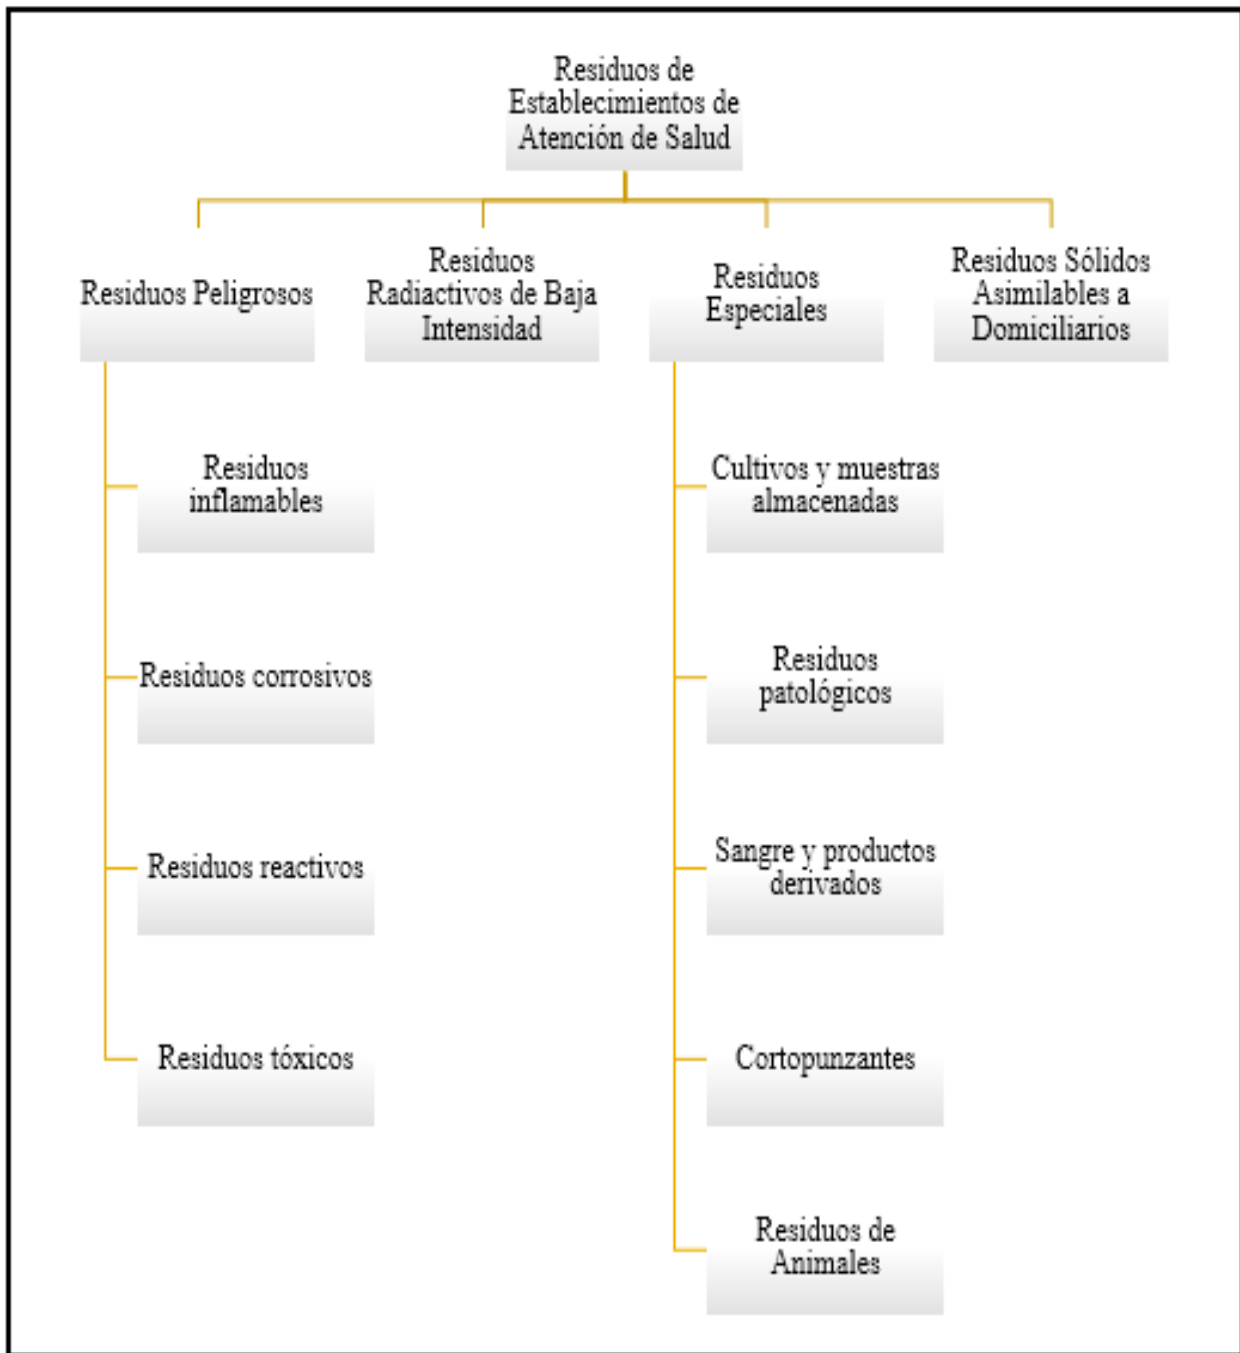 Residuos de
Establecimientos de
Atención de Salud
Residuos Peligrosos
Residuos
Radiactivos de Baja
Intensidad
Residuos
Especiales
Residuos Sólidos
Asimilables a
Domiciliarios
Residuos
inflamables
Residuos corrosivos
Residuos reactivos
Residuos tóxicos
Cultivos y muestras
almacenadas
Residuos
patológicos
Sangre y productos
derivados
Cortopunzantes
Residuos de
Animales